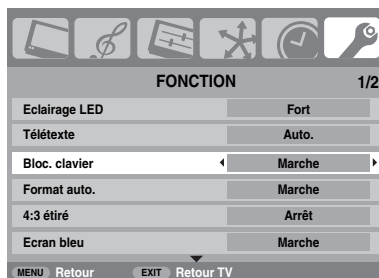 FONCTION 1/2
Eclairage LED Fort
Télétexte Auto.
Bloc. clavier Marche
Format auto. Marche
4:3 étiré Arrêt
Ecran bleu Marche
MENU Retour EXIT Retour TV